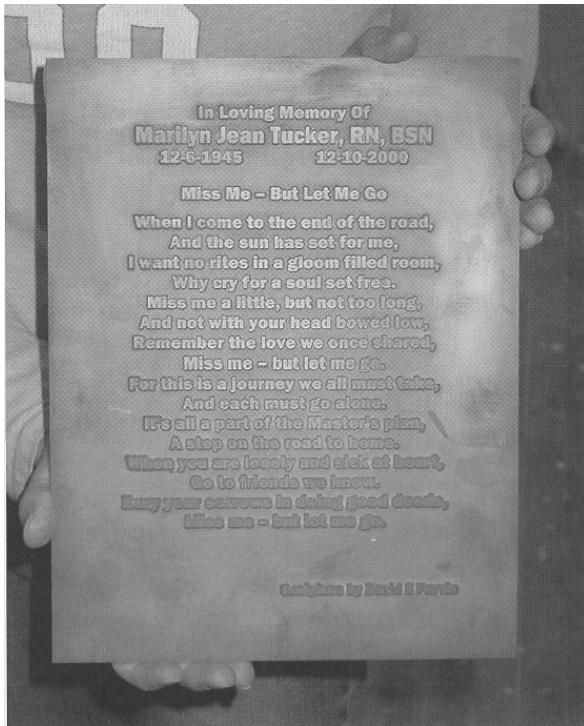 In Loving Memory Of
Marilyn Jean Tucker, RN, BSN
12-6-1945 12-10-2000
Miss Me – But Let Me Go
When I come to the end of the road,
And the sun has set for me,
I want no rites in a gloom filled room,
Why cry for a soul set free.
Miss me a little, but not too long,
And not with your head bowed low,
Remember the love we once shared,
Miss me – but let me go.
For this is a journey we all must take,
And each must go alone.
It's all a part of the Master's plan,
A step on the road to home.
When you are lonely and sick at heart,
Go to friends we know.
Bury your sorrows in doing good deeds,
Miss me – but let me go.
Sculpture by David E Parvin